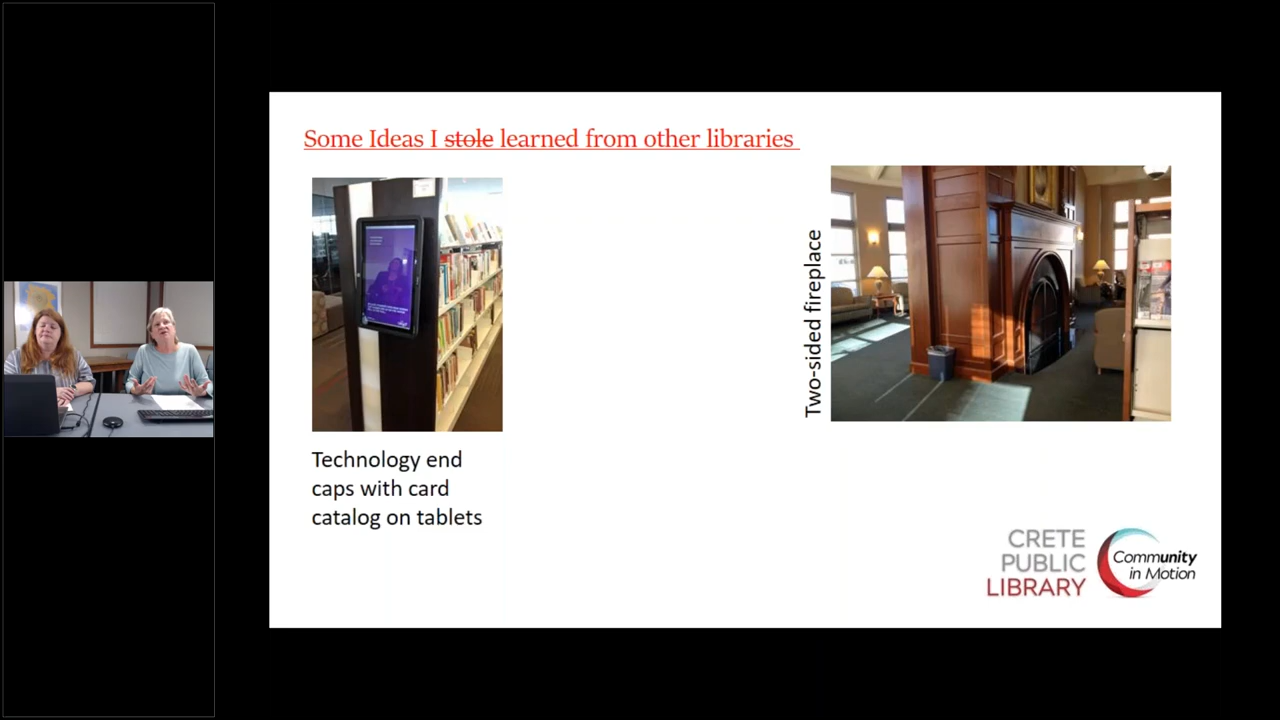 Some Ideas I stole learned from other libraries
Two-sided fireplace
Technology end
caps with card
catalog on tablets
CRETE
PUBLIC
LIBRARY
Community
in Motion